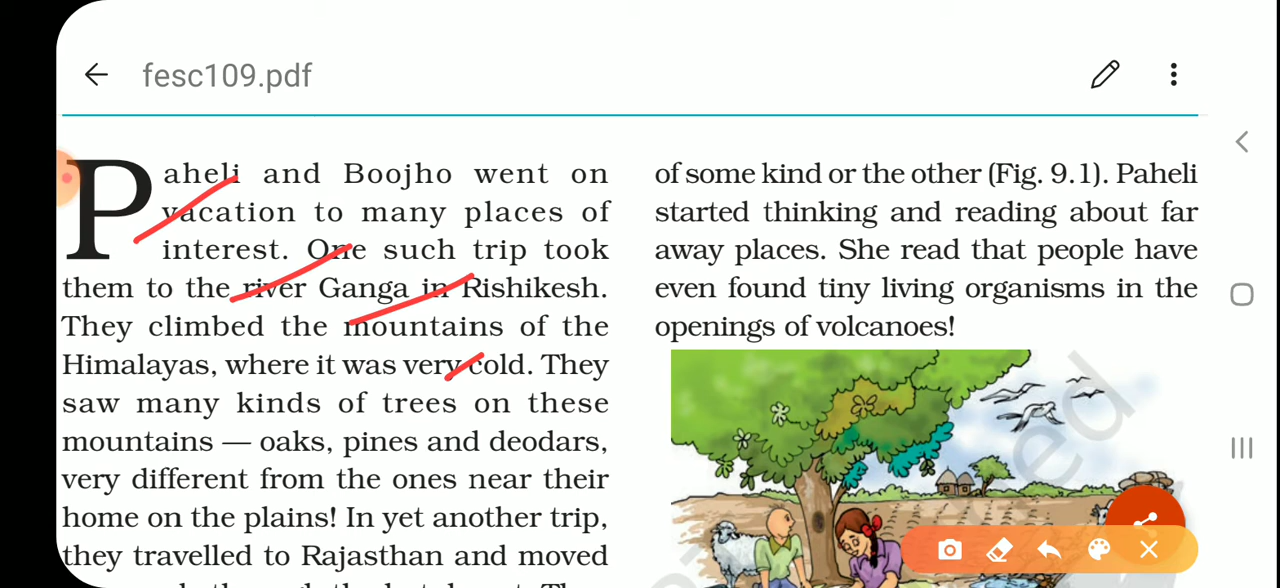 fesc109.pdf
Paheli and Boojho went on
vacation to many places of
interest. One such trip took
them to the river Ganga in Rishikesh.
They climbed the mountains of the
Himalayas, where it was very cold. They
saw many kinds of trees on these
mountains — oaks, pines and deodars,
very different from the ones near their
home on the plains! In yet another trip,
they travelled to Rajasthan and moved
of some kind or the other (Fig. 9.1). Paheli
started thinking and reading about far
away places. She read that people have
even found tiny living organisms in the
openings of volcanoes!